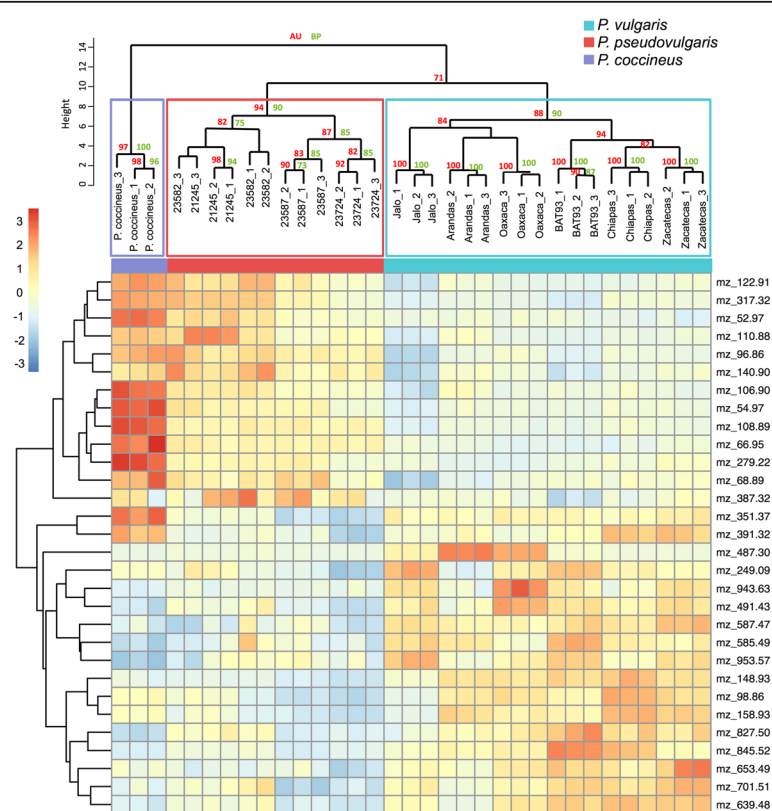 P. vulgaris
P. pseudovulgaris
P. coccineus
AU BP
Height
14
12
10
8
6
4
2
0
71
94 90
88 90
82 75
87 85
84
94
82
97 100
98 96
98 94
83 85
90 73
82 85
92
100 100
100 100
100 100
100 100
90 87
100 100
100 100
P. coccineus_3
P. coccineus_1
P. coccineus_2
23582_3
21245_3
21245_2
21245_1
23582_1
23582_2
23587_2
23587_1
23587_3
23724_2
23724_1
23724_3
Jalo_1
Jalo_2
Jalo_3
Arandas_2
Arandas_1
Arandas_3
Oaxaca_3
Oaxaca_1
Oaxaca_2
BAT93_1
BAT93_2
BAT93_3
Chiapas_3
Chiapas_1
Chiapas_2
Zacatecas_2
Zacatecas_1
Zacatecas_3
3
2
1
0
-1
-2
-3
mz_122.91
mz_317.32
mz_52.97
mz_110.88
mz_96.86
mz_140.90
mz_106.90
mz_54.97
mz_108.89
mz_66.95
mz_279.22
mz_68.89
mz_387.32
mz_351.37
mz_391.32
mz_487.30
mz_249.09
mz_943.63
mz_491.43
mz_587.47
mz_585.49
mz_953.57
mz_148.93
mz_98.86
mz_158.93
mz_827.50
mz_845.52
mz_653.49
mz_701.51
mz_639.48